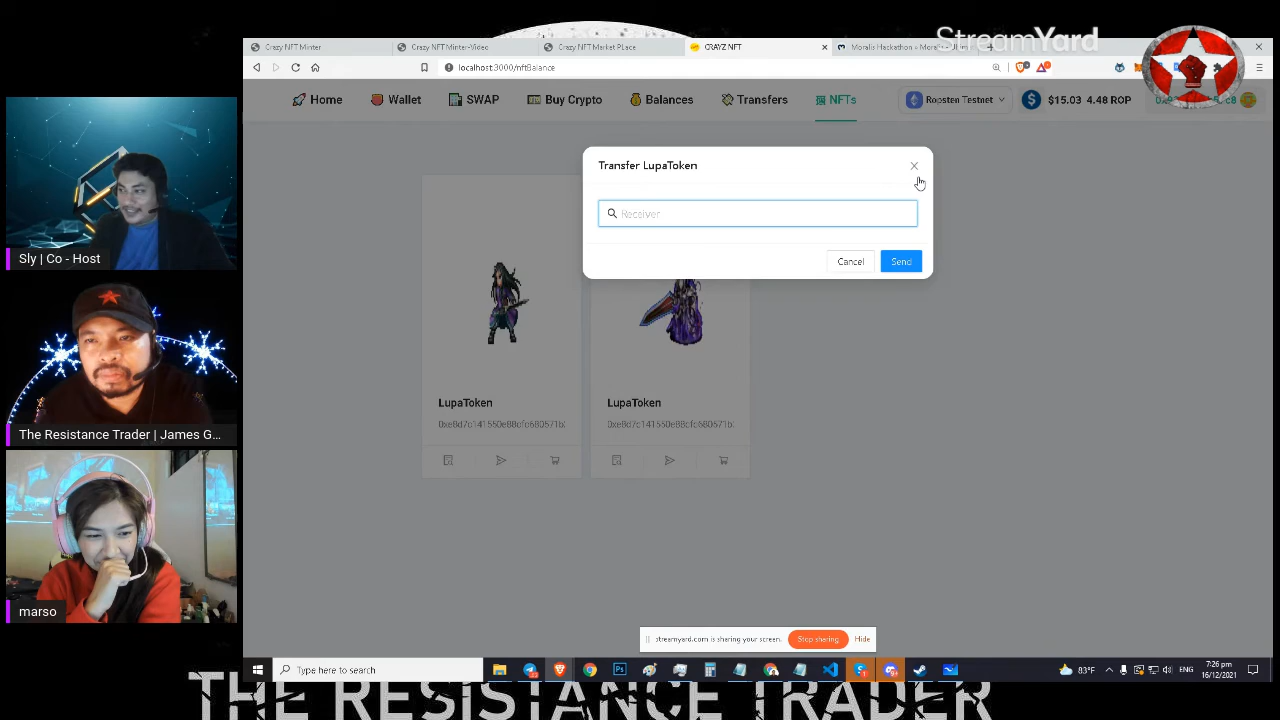 StreamYard
Crazy NFT Minter
Crazy NFT Minter-Video
Crazy NFT Market PLace
CRAYZ NFT
localhost:3000/nftBalance
Home
Wallet
SWAP
Buy Crypto
Balances
Transfers
NFTs
Ropsten Testnet
$15.03 4.48 ROP
Transfer LupaToken
Receiver
Cancel
Send
Sly | Co - Host
The Resistance Trader | James G...
marso
LupaToken
LupaToken
streamyard.com is sharing your screen.
Stop sharing
Hide
Type here to search
83°F
ENG
7:26 pm
16/12/2021
THE RESISTANCE TRADER